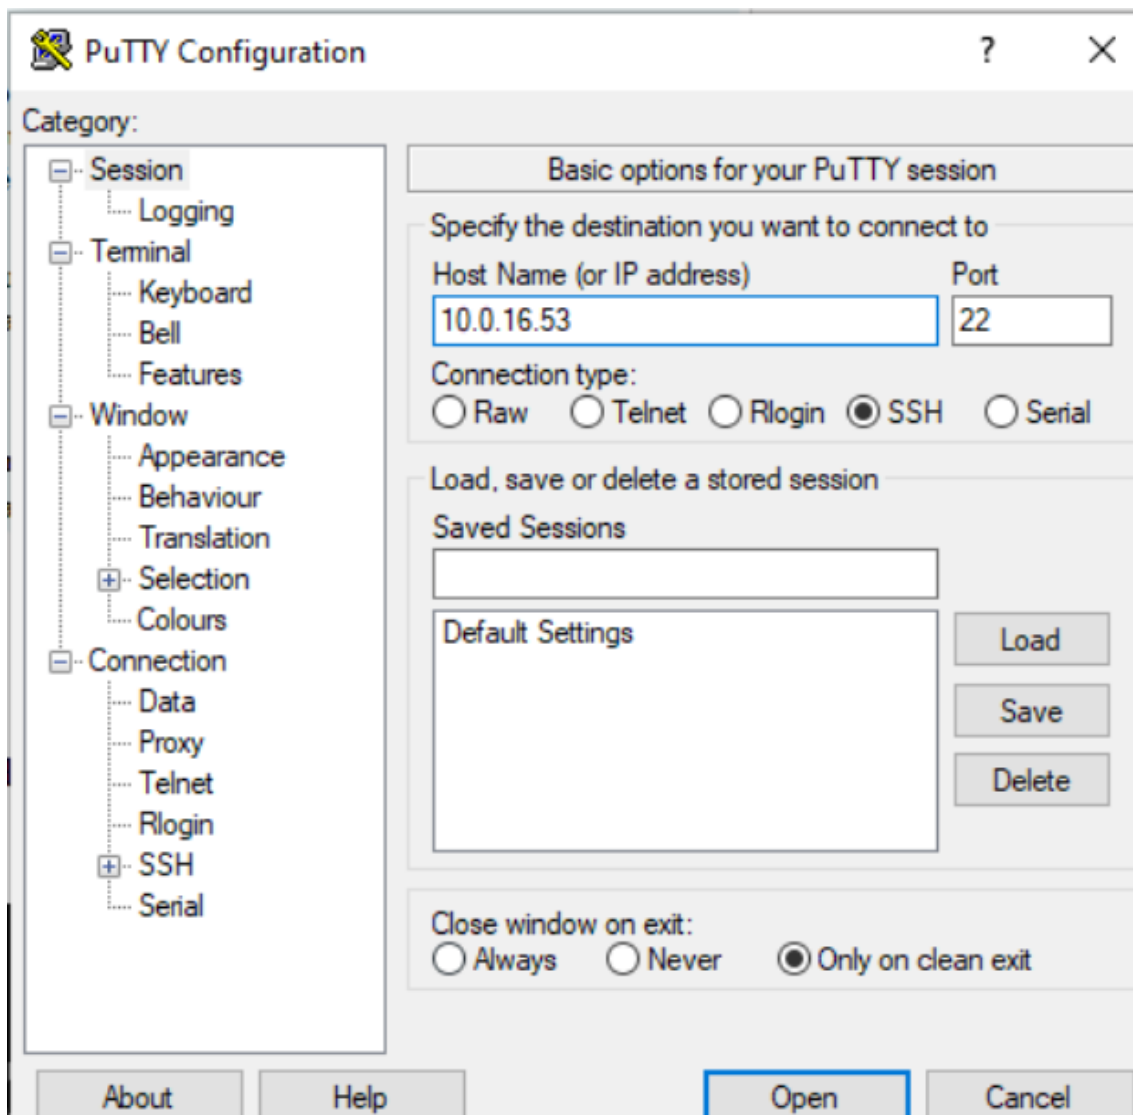 PuTTY Configuration
?
Category:
Session
Logging
Terminal
Keyboard
Bell
Features
Window
Appearance
Behaviour
Translation
Selection
Colours
Connection
Data
Proxy
Telnet
Rlogin
SSH
Serial
Basic options for your PuTTY session
Specify the destination you want to connect to
Host Name (or IP address) Port
10.0.16.53 22
Connection type:
Raw Telnet Rlogin SSH Serial
Load, save or delete a stored session
Saved Sessions
Default Settings
Load
Save
Delete
Close window on exit:
Always Never Only on clean exit
About Help Open Cancel